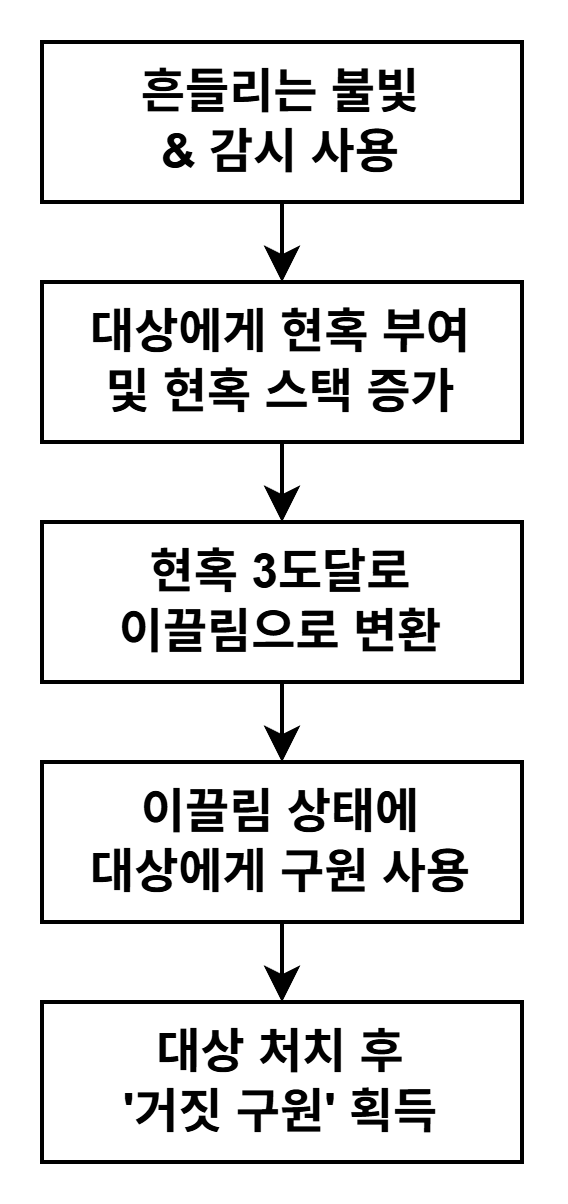 흔들리는 불빛
& 감시 사용
대상에게 현혹 부여
및 현혹 스택 증가
현혹 3도달로
이끌림으로 변환
이끌림 상태에
대상에게 구원 사용
대상 처치 후
'거짓 구원' 획득